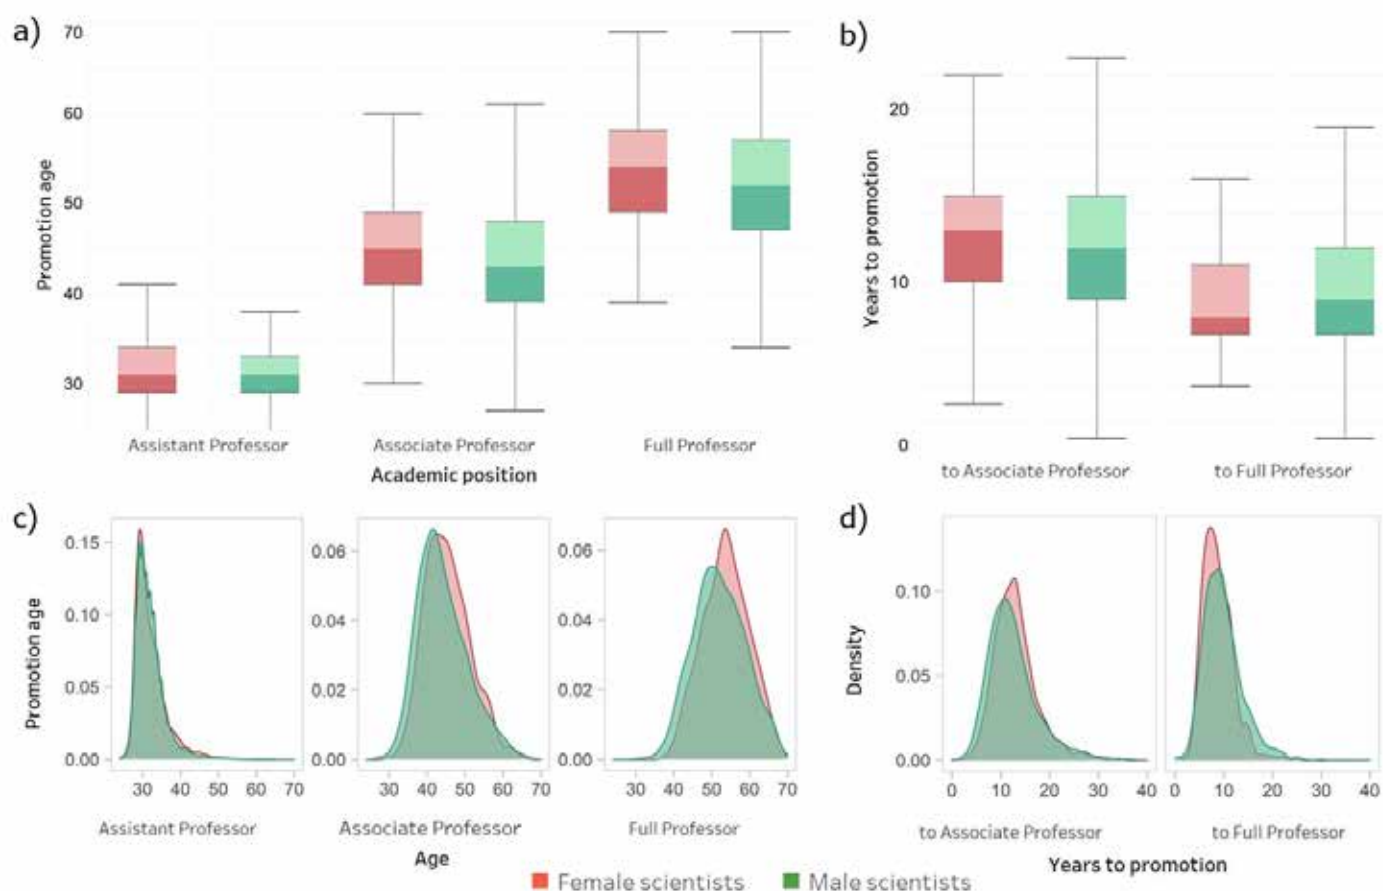 a)
70
60
50
40
30
Promotion age
Assistant Professor
Associate Professor
Full Professor
Academic position
b)
20
10
0
Years to promotion
to Associate Professor
to Full Professor
c)
Promotion age
0.15
0.10
0.05
0.00
30 40 50 60 70
Assistant Professor
0.06
0.04
0.02
0.00
30 40 50 60 70
Associate Professor
0.06
0.04
0.02
0.00
30 40 50 60 70
Full Professor
Age
d)
Density
0.10
0.05
0.00
0 10 20 30 40
to Associate Professor
0 10 20 30 40
to Full Professor
Years to promotion
Female scientists
Male scientists